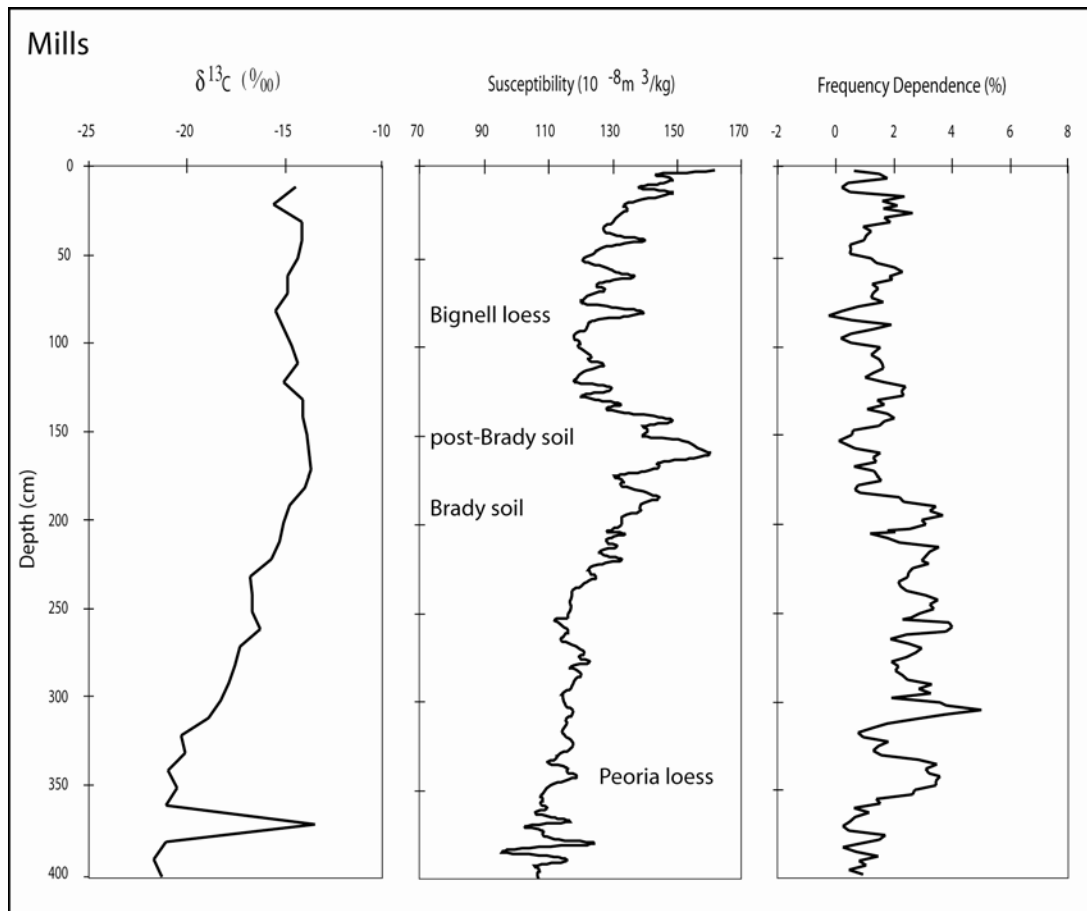 Mills
δ13C (‰)
Susceptibility (10 -8m 3/kg)
Frequency Dependence (%)
-25 -20 -15 -10
70 90 110 130 150 170
-2 0 2 4 6 8
Depth (cm)
0
50
100
150
200
250
300
350
400
Bignell loess
post-Brady soil
Brady soil
Peoria loess